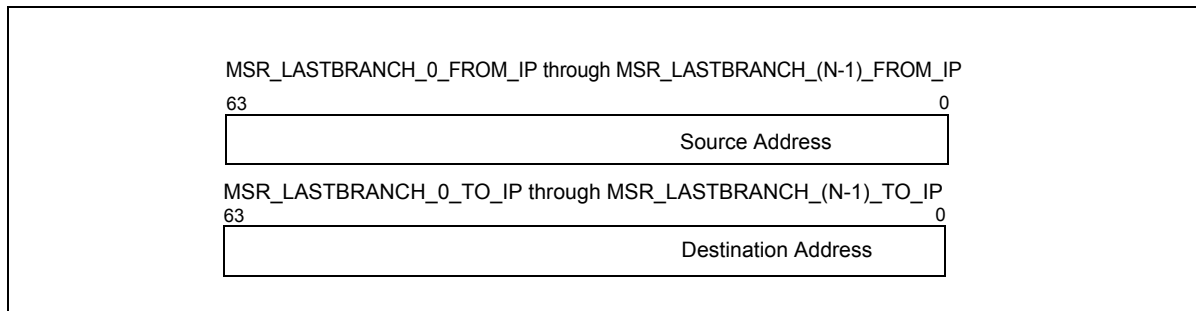 MSR_LASTBRANCH_0_FROM_IP through MSR_LASTBRANCH_(N-1)_FROM_IP
63 0
Source Address
MSR_LASTBRANCH_0_TO_IP through MSR_LASTBRANCH_(N-1)_TO_IP
63 0
Destination Address